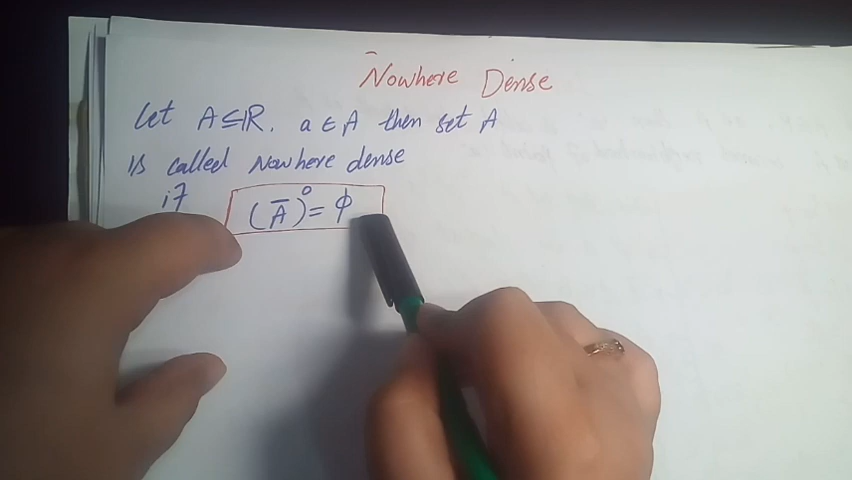 Nowhere Dense
Let A⊆ℝ, a ∈ A then set A
is called Nowhere dense
if (A̅)° = ϕ